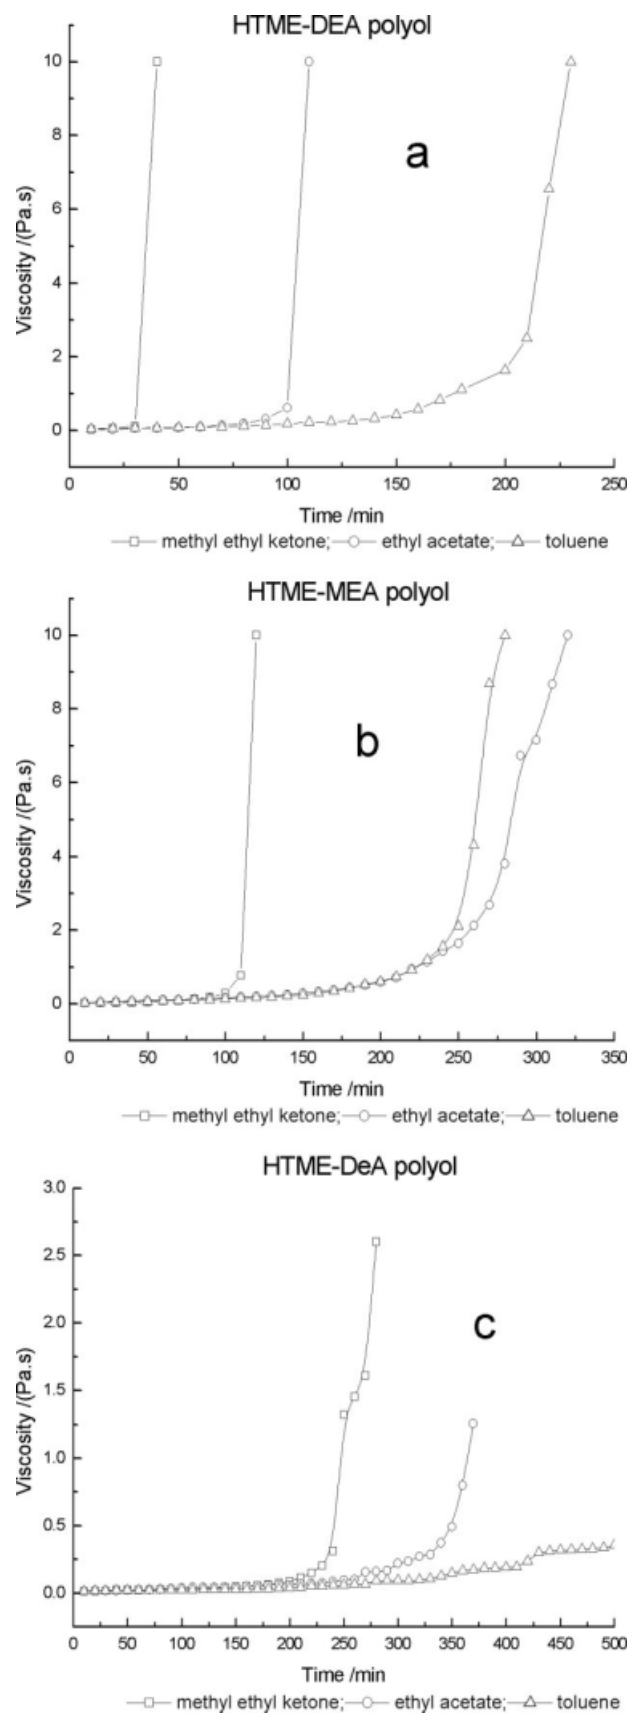 HTME-DEA polyol
10
8
6
4
2
0
a
Viscosity /(Pa.s)
0 50 100 150 200 250
Time /min
methyl ethyl ketone; ethyl acetate; toluene
HTME-MEA polyol
10
8
6
4
2
0
b
Viscosity /(Pa.s)
0 50 100 150 200 250 300 350
Time /min
methyl ethyl ketone; ethyl acetate; toluene
HTME-DeA polyol
3.0
2.5
2.0
1.5
1.0
0.5
0.0
c
Viscosity /(Pa.s)
0 50 100 150 200 250 300 350 400 450 500
Time /min
methyl ethyl ketone; ethyl acetate; toluene